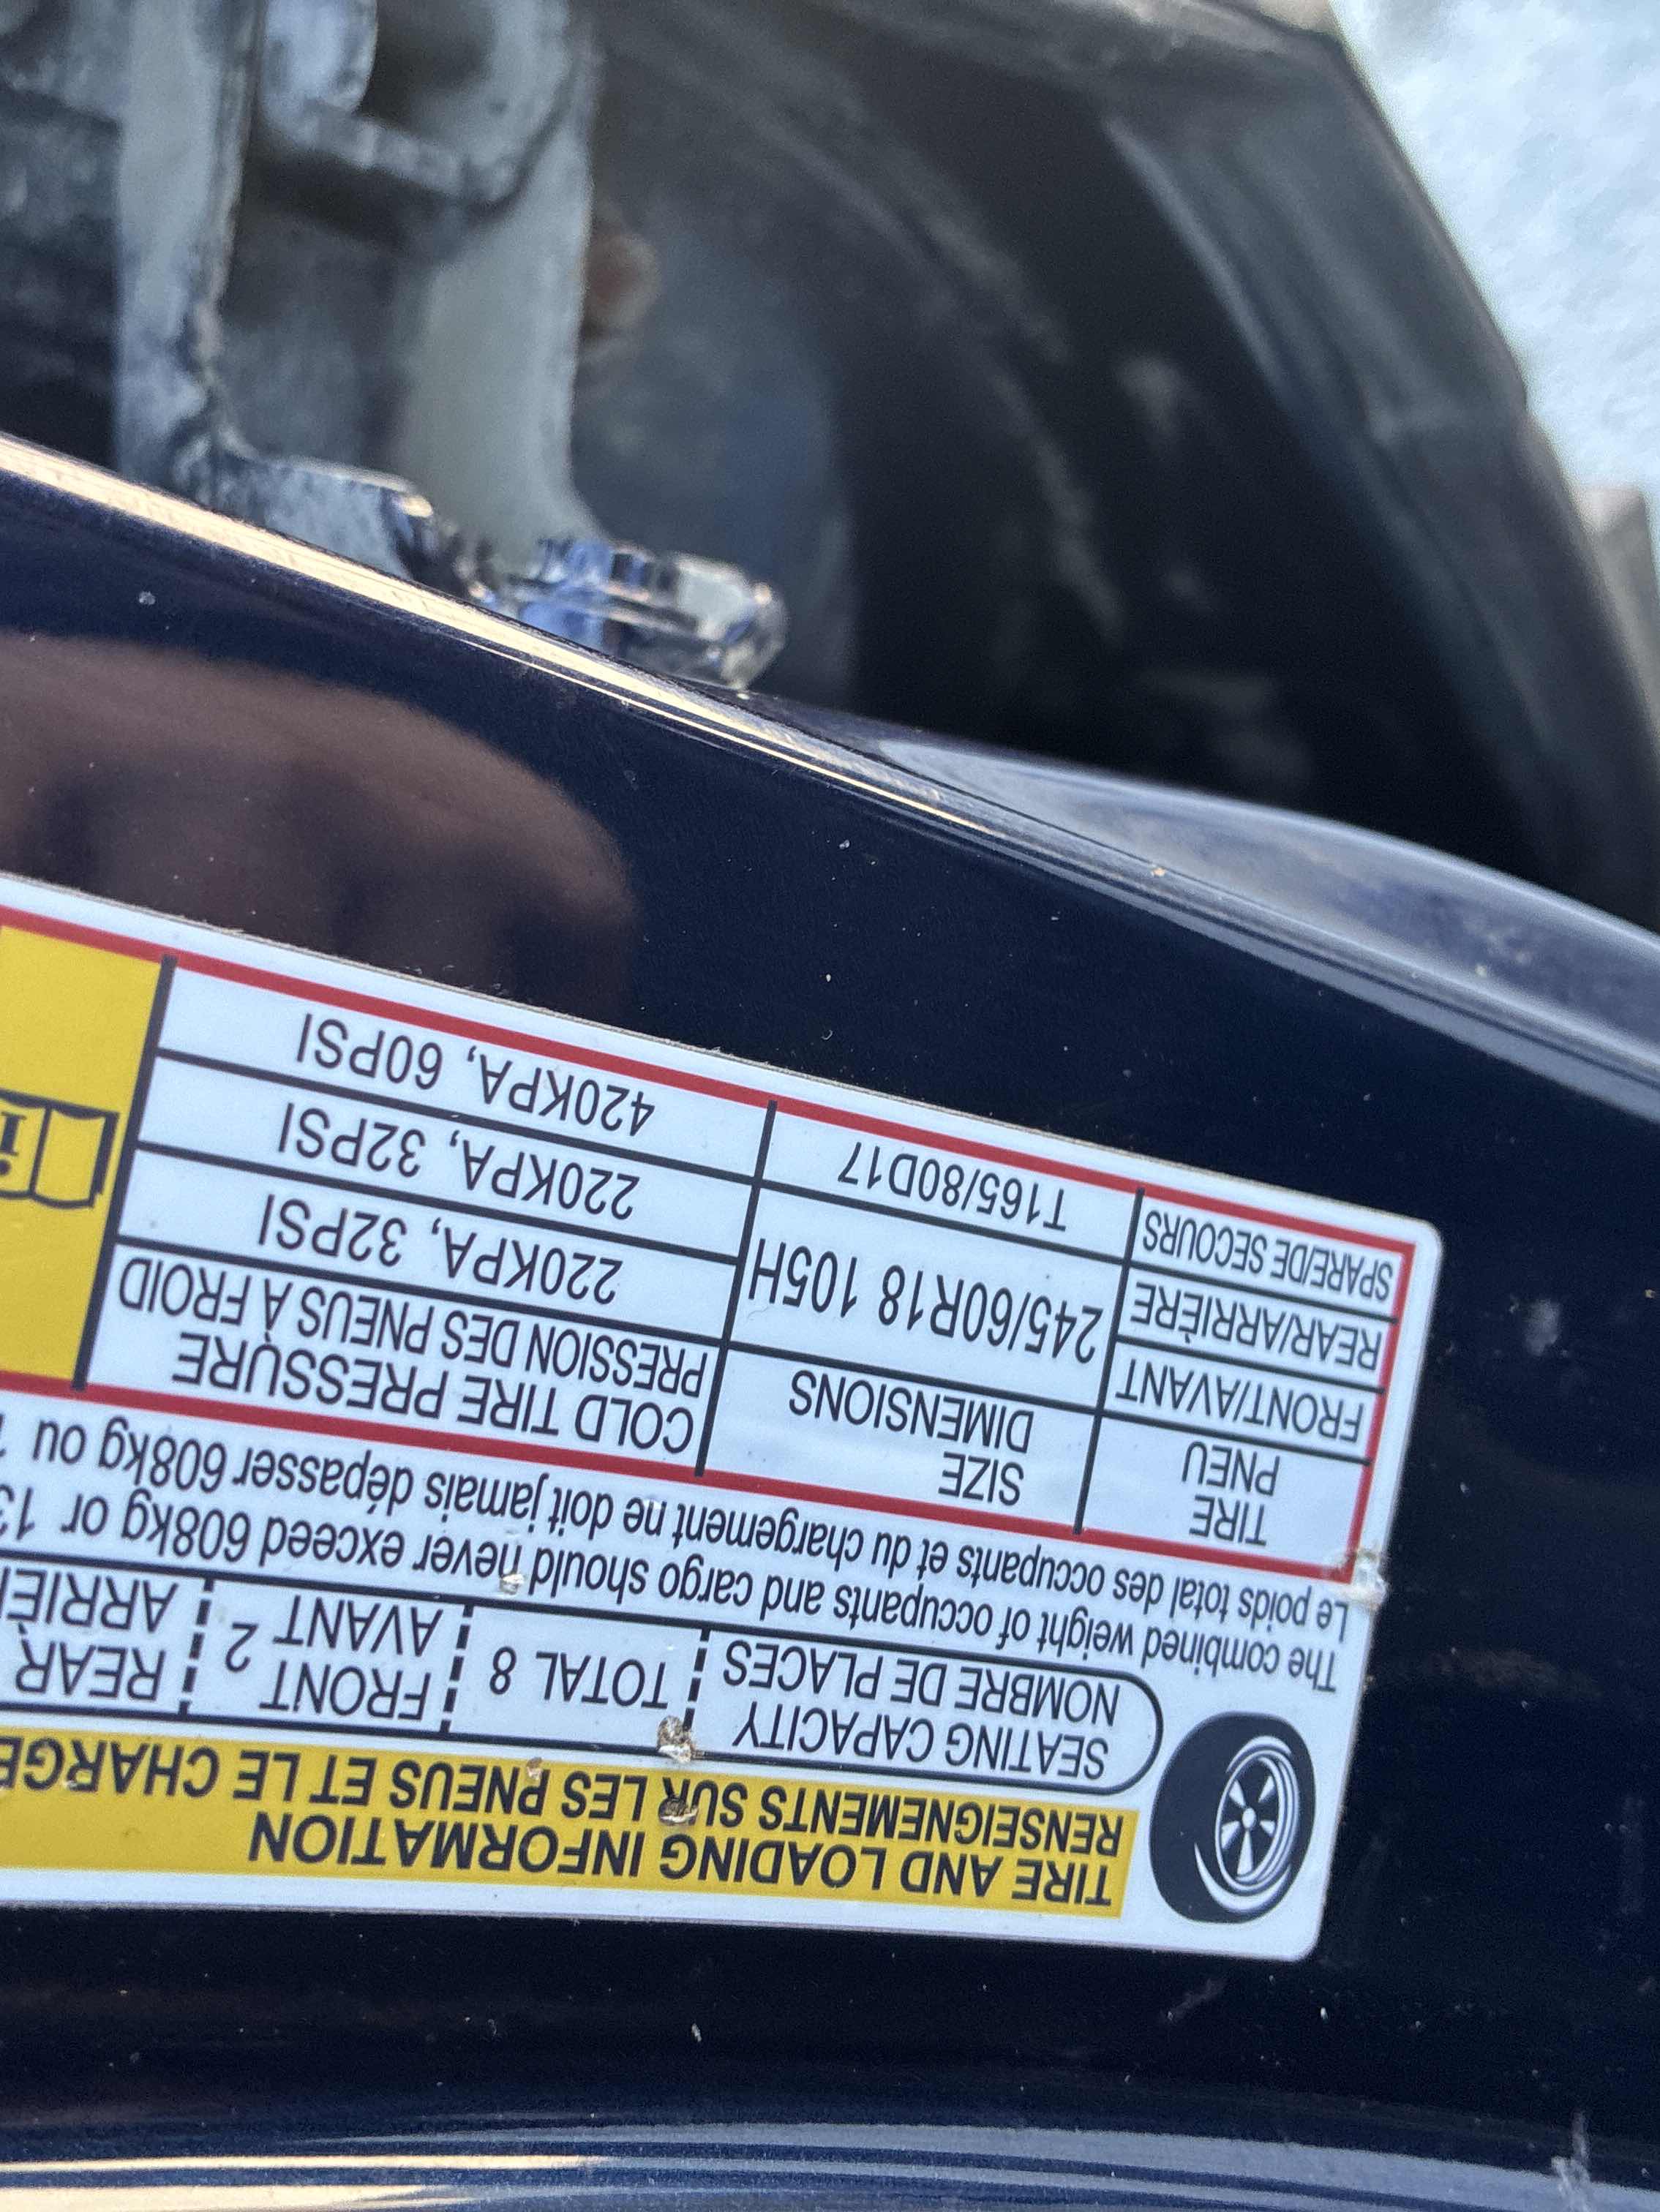 TIRE AND LOADING INFORMATION
RENSEIGNEMENTS SUR LES PNEUS ET LE CHARGE
SEATING CAPACITY
NOMBRE DE PLACES
TOTAL 8
FRONT
AVANT
2
REAR
ARRIÈ
The combined weight of occupants and cargo should never exceed 608kg or 13
Le poids total des occupants et du chargement ne doit jamais dépasser 608kg ou
TIRE
PNEU
SIZE
DIMENSIONS
COLD TIRE PRESSURE
PRESSION DES PNEUS À FROID
FRONT/AVANT
245/60R18 105H
220KPA, 32PSI
REAR/ARRIÈRE
220KPA, 32PSI
SPARE/DE SECOURS
T165/80D17
420KPA, 60PSI
i